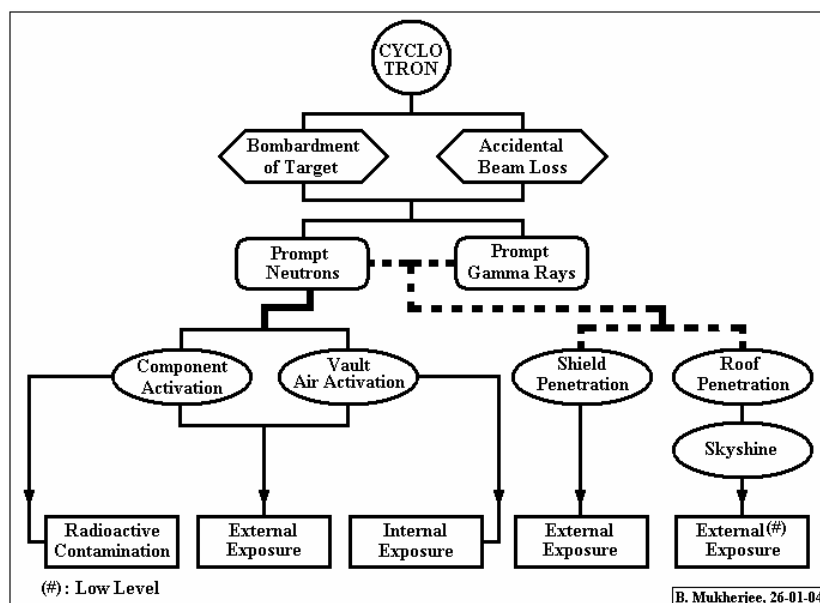 CYCLO
TRON
Bombardment
of Target
Accidental
Beam Loss
Prompt
Neutrons
Prompt
Gamma Rays
Component
Activation
Vault
Air Activation
Shield
Penetration
Roof
Penetration
Skyshine
Radioactive
Contamination
External
Exposure
Internal
Exposure
External
Exposure
External(#)
Exposure
(#) : Low Level
B. Mukherjee, 26-01-04